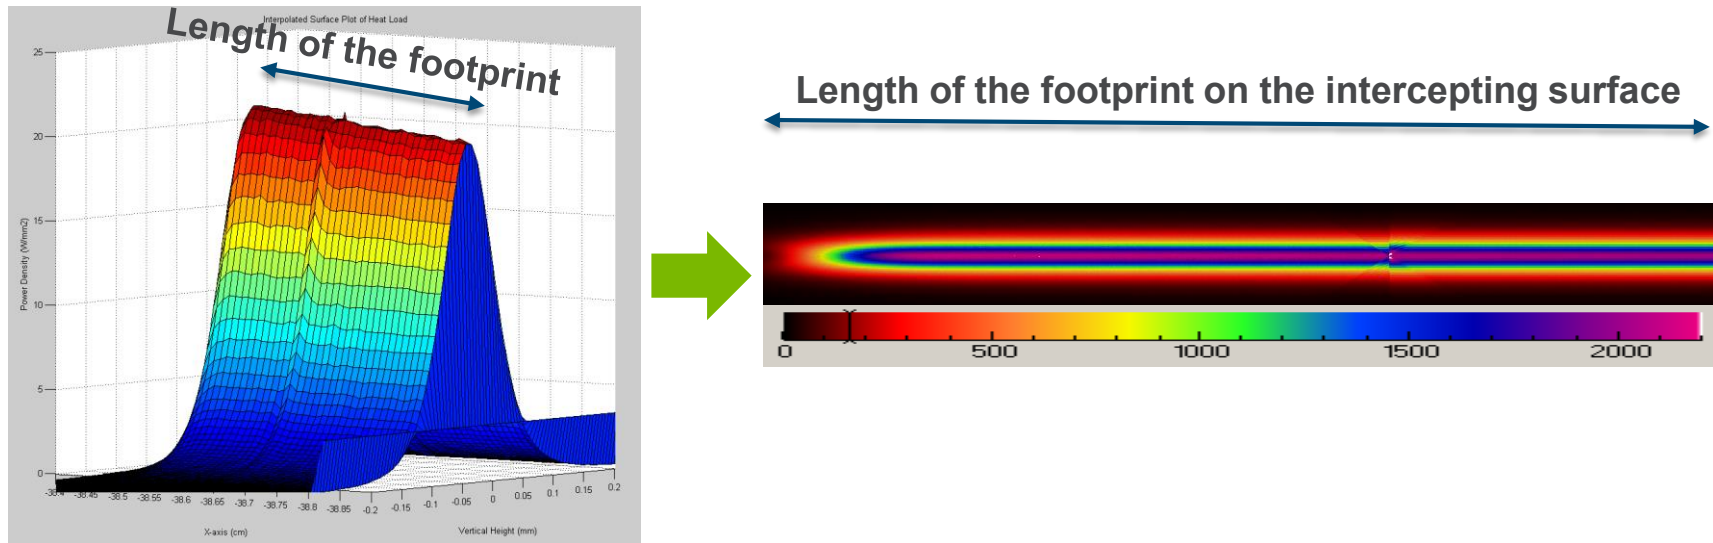 Interpolated Surface Plot of Heat Load
Length of the footprint
25
20
15
10
5
0
Power Density (W/mm2)
-38.4 -38.45 -38.5 -38.55 -38.6 -38.65 -38.7 -38.75 -38.8 -38.85
X-axis (cm)
-0.2 -0.15 -0.1 -0.05 0 0.05 0.1 0.15 0.2
Vertical Height (mm)
Length of the footprint on the intercepting surface
0 500 1000 1500 2000